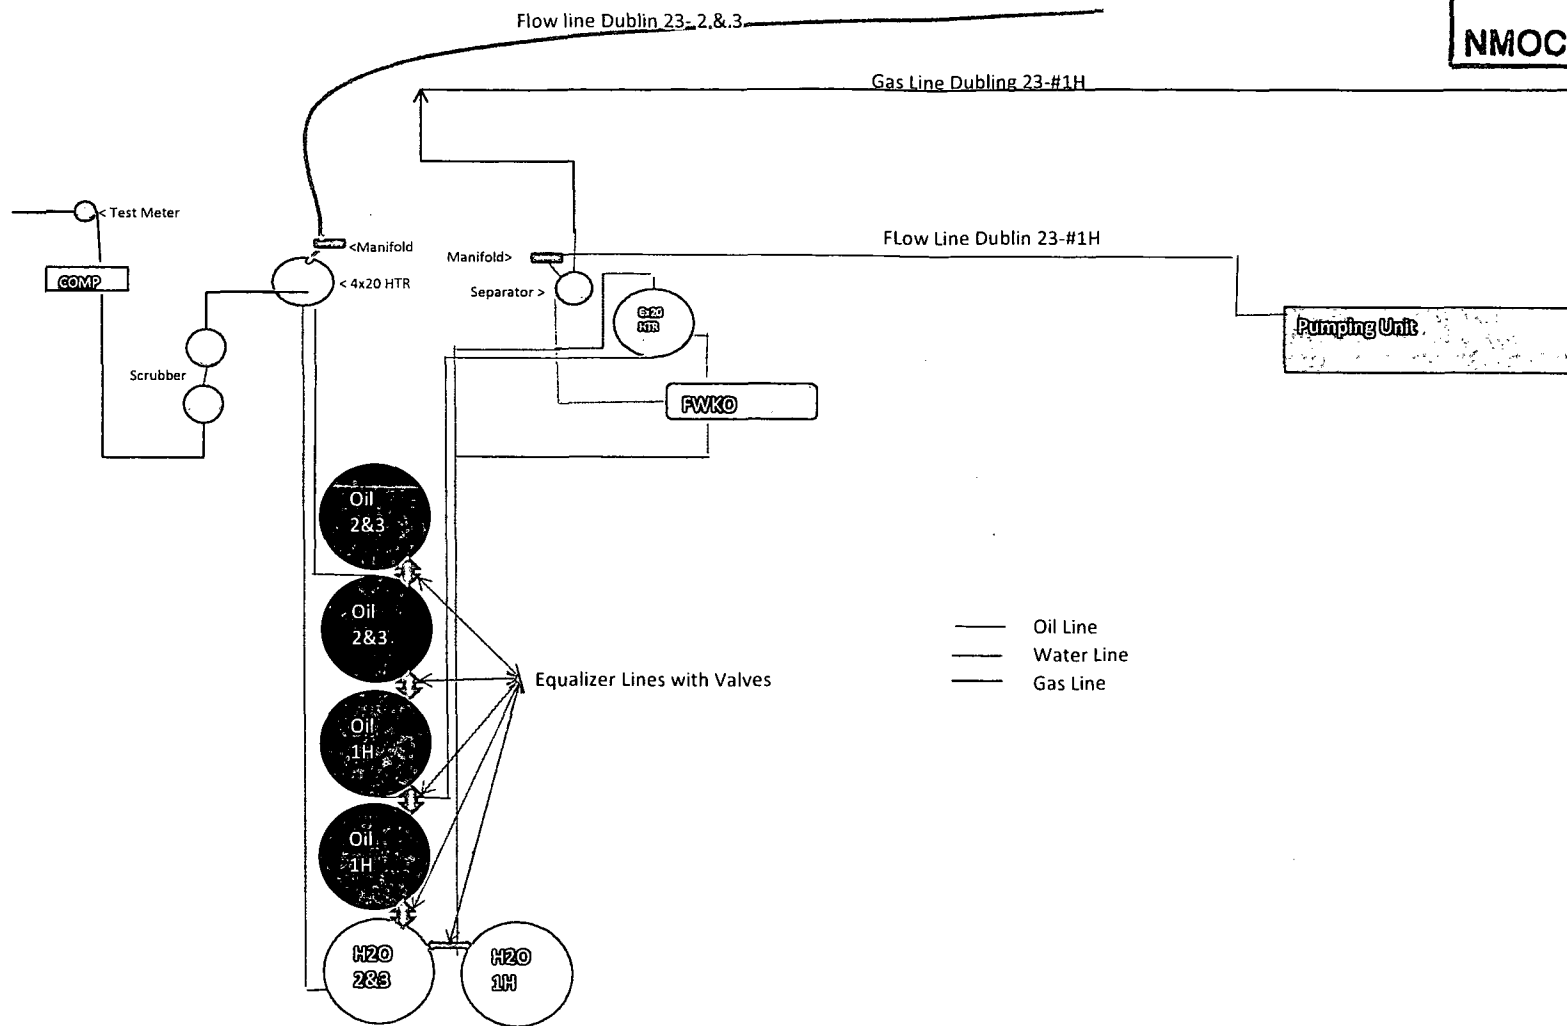 Flow line Dublin 23- 2 & 3
NMOC
Gas Line Dubling 23-#1H
< Test Meter
<Manifold
FLow Line Dublin 23-#1H
Manifold>
COMP
< 4x20 HTR
Separator >
6x20
HTR
Pumping Unit
Scrubber
FWKO
Oil
2&3
Oil
2&3
Oil Line
Water Line
Gas Line
Equalizer Lines with Valves
Oil
1H
Oil
1H
H2O
2&3
H2O
1H